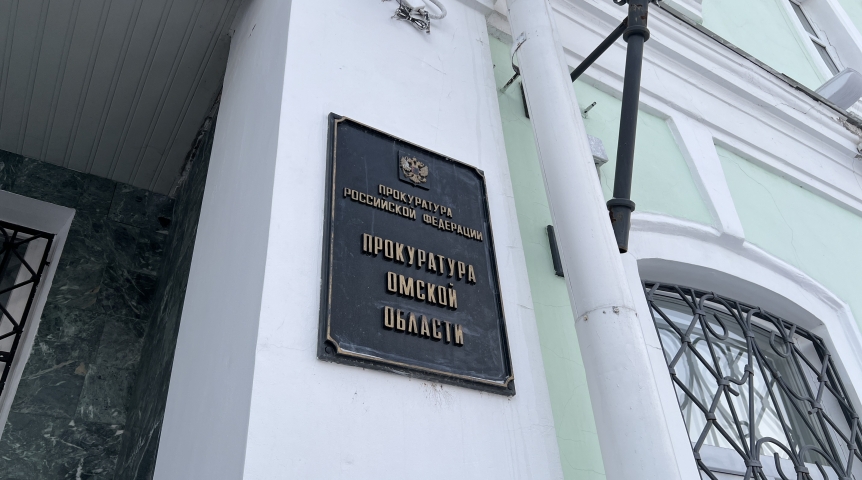 ПРОКУРАТУРА
РОССИЙСКОЙ ФЕДЕРАЦИИ
ПРОКУРАТУРА
ОМСКОЙ
ОБЛАСТИ